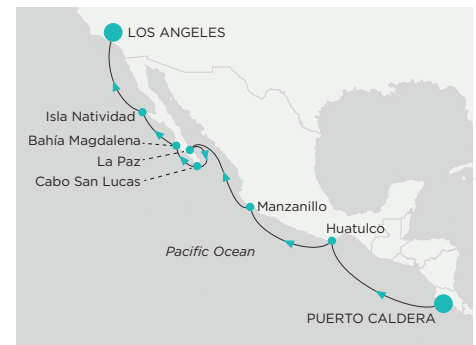 LOS ANGELES
Isla Natividad
Bahía Magdalena
La Paz
Cabo San Lucas
Manzanillo
Huatulco
Pacific Ocean
PUERTO CALDERA